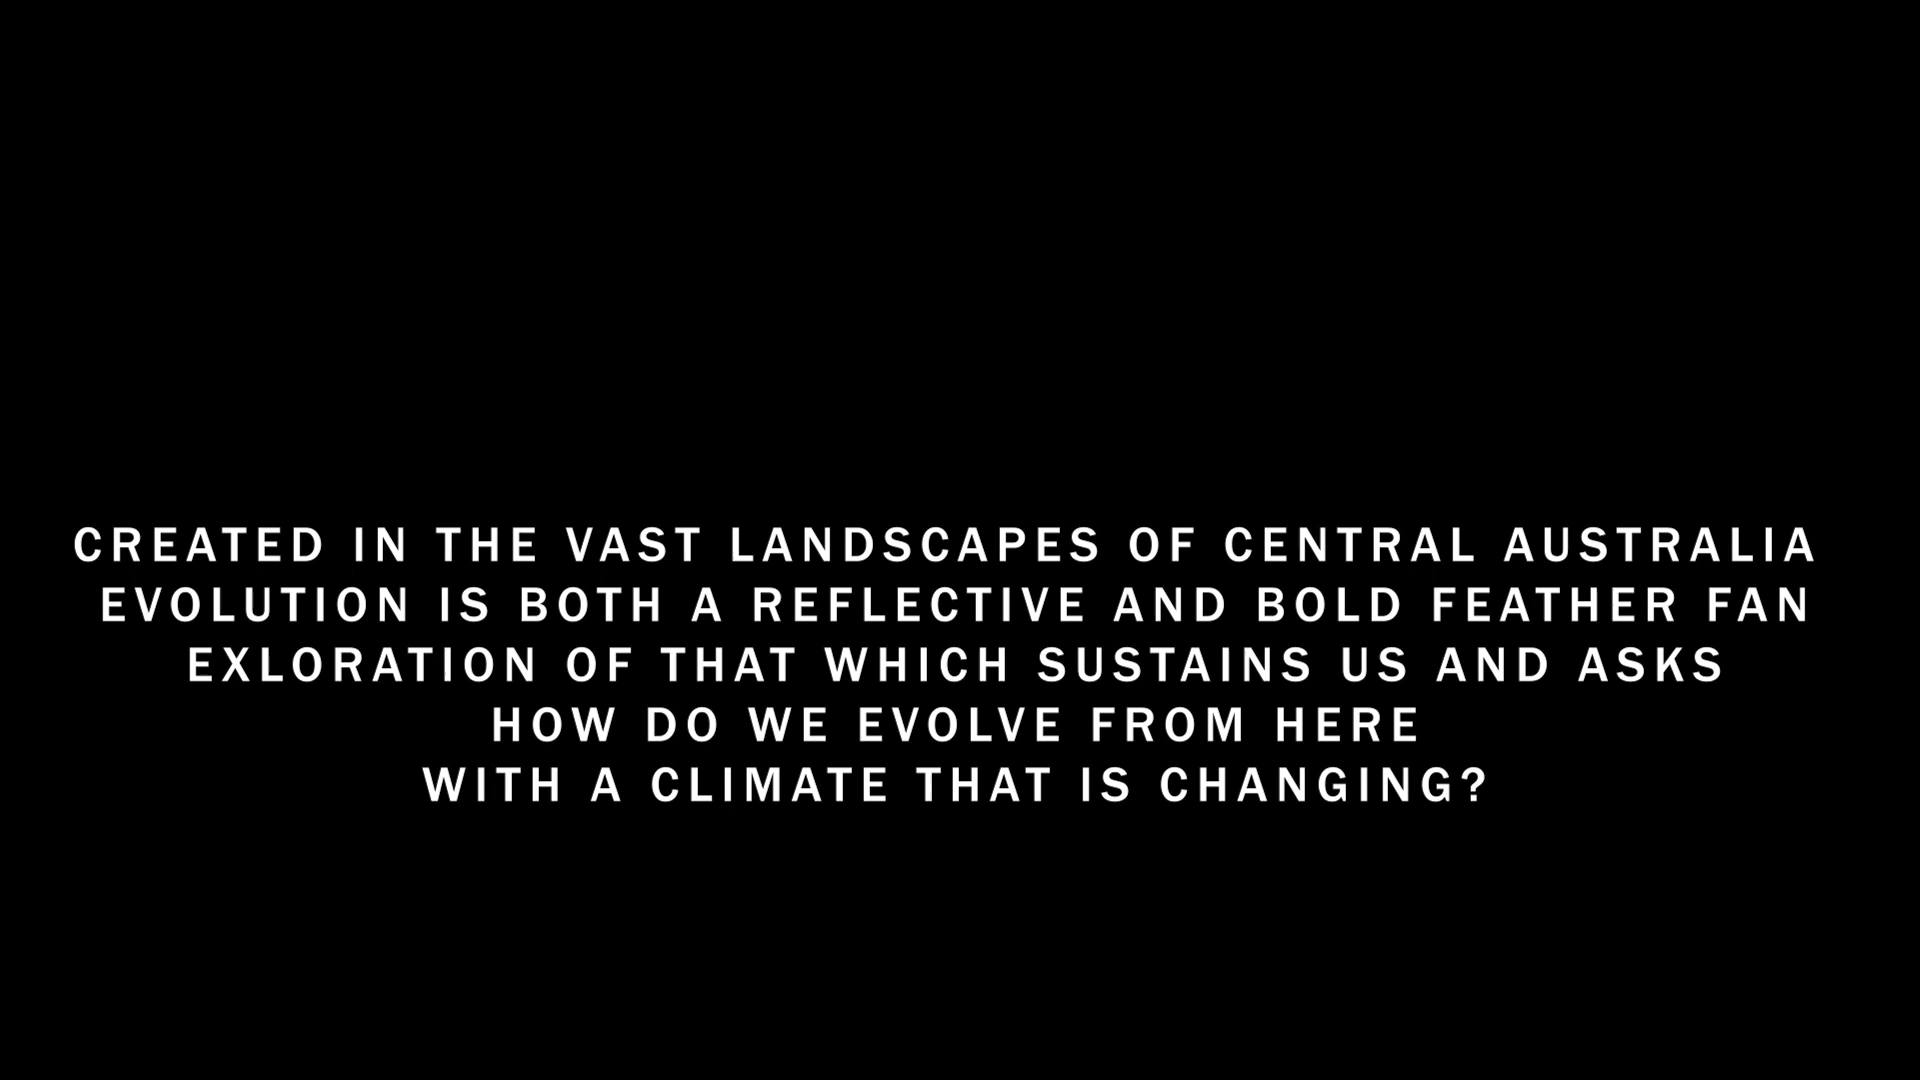 CREATED IN THE VAST LANDSCAPES OF CENTRAL AUSTRALIA
EVOLUTION IS BOTH A REFLECTIVE AND BOLD FEATHER FAN
EXLORATION OF THAT WHICH SUSTAINS US AND ASKS
HOW DO WE EVOLVE FROM HERE
WITH A CLIMATE THAT IS CHANGING?